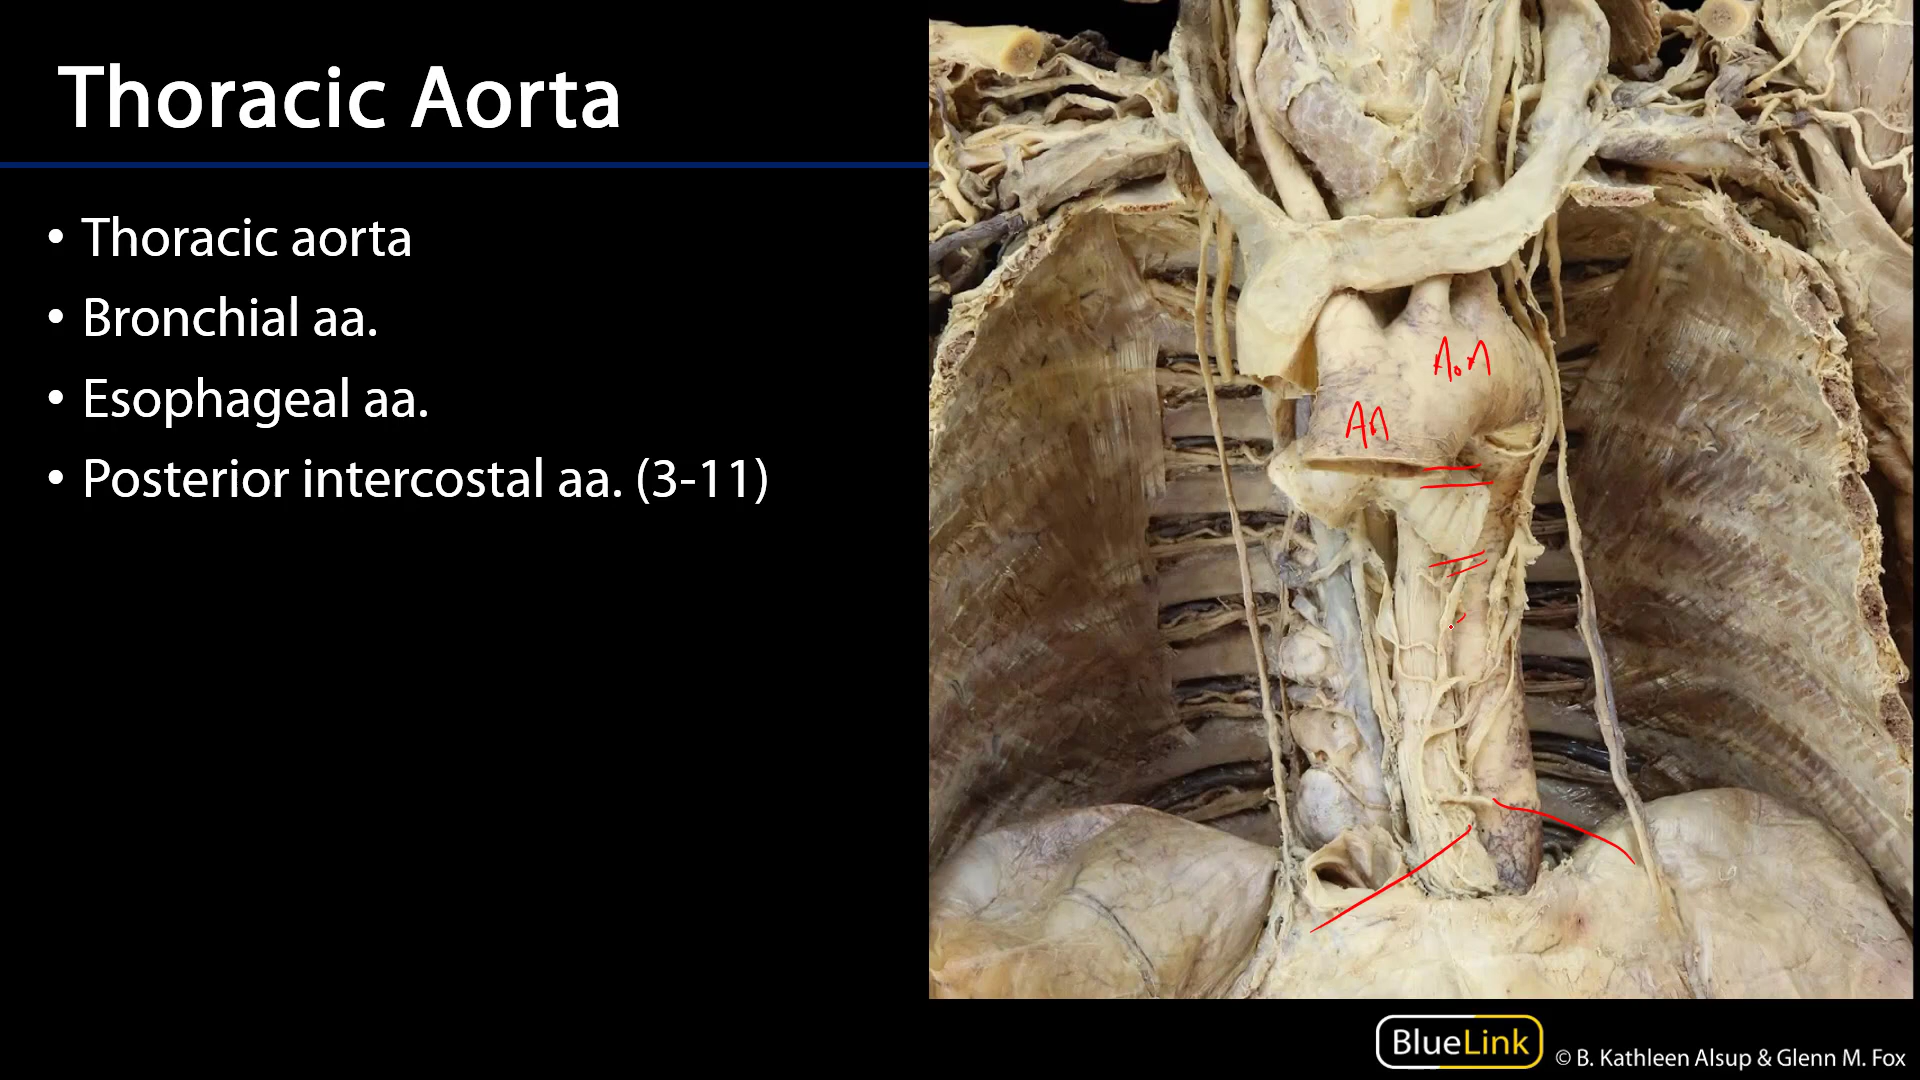 Thoracic Aorta
• Thoracic aorta
• Bronchial aa.
• Esophageal aa.
• Posterior intercostal aa. (3-11)
AoA
AA
BlueLink
© B. Kathleen Alsup & Glenn M. Fox